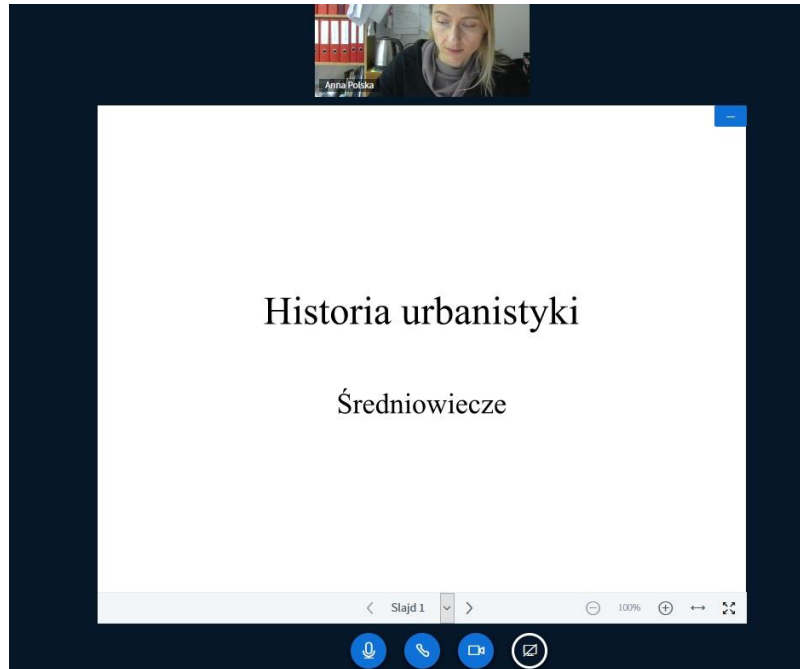 Anna Polska
Historia urbanistyki
Średniowiecze
Slajd 1
100%